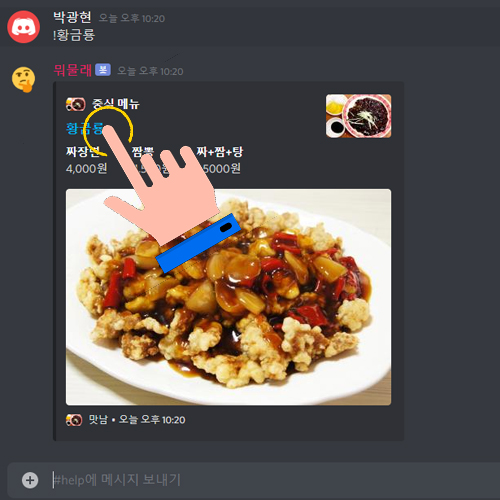 박광현 오늘 오후 10:20
!황금룡
뭐물래 봇 오늘 오후 10:20
중식 메뉴
황금룡
짜장면 짬뽕 짜+짬+탕
4,000원 5000원
맛남 • 오늘 오후 10:20
#help에 메시지 보내기